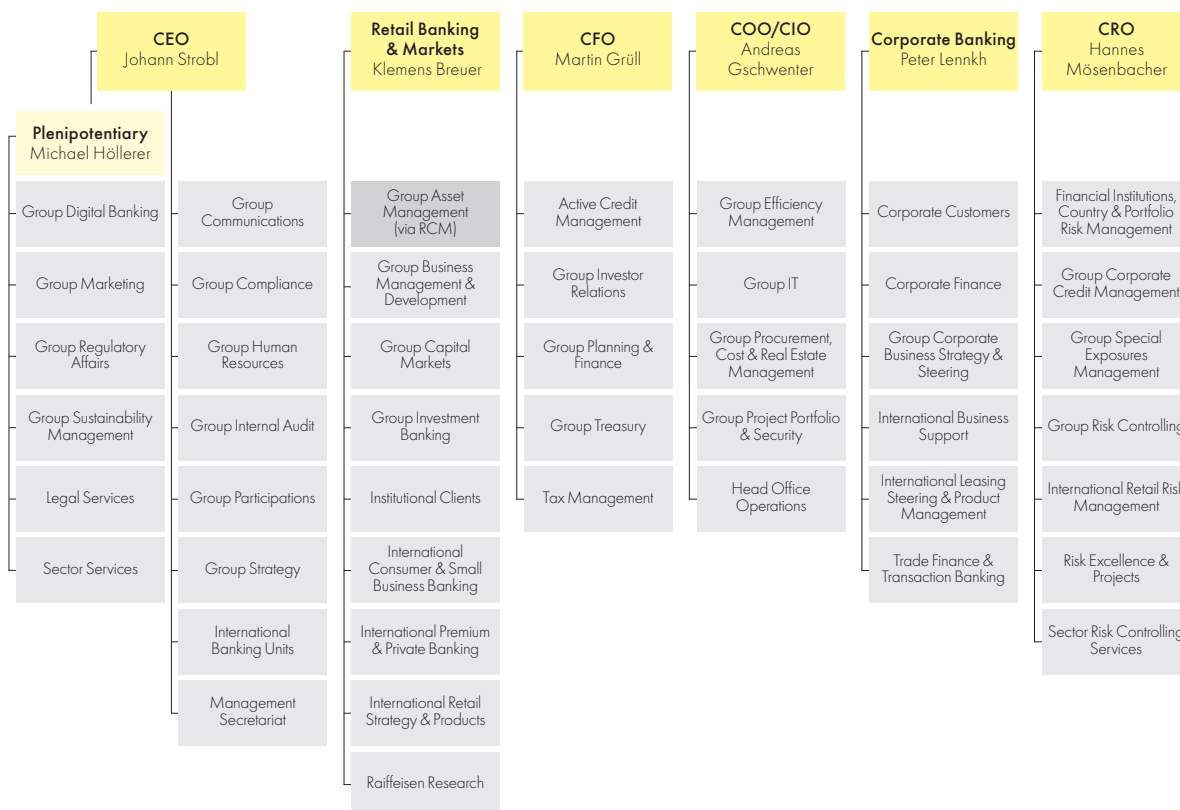 CEO
Johann Strobl
Plenipotentiary
Michael Höllerer
Group Digital Banking
Group Marketing
Group Regulatory
Affairs
Group Sustainability
Management
Legal Services
Sector Services
Group
Communications
Group Compliance
Group Human
Resources
Group Internal Audit
Group Participations
Group Strategy
International
Banking Units
Management
Secretariat
Retail Banking
& Markets
Klemens Breuer
Group Asset
Management
(via RCM)
Group Business
Management &
Development
Group Capital
Markets
Group Investment
Banking
Institutional Clients
International
Consumer & Small
Business Banking
International Premium
& Private Banking
International Retail
Strategy & Products
Raiffeisen Research
CFO
Martin Grüll
Active Credit
Management
Group Investor
Relations
Group Planning &
Finance
Group Treasury
Tax Management
COO/CIO
Andreas
Gschwenter
Group Efficiency
Management
Group IT
Group Procurement,
Cost & Real Estate
Management
Group Project Portfolio
& Security
Head Office
Operations
Corporate Banking
Peter Lennkh
Corporate Customers
Corporate Finance
Group Corporate
Business Strategy &
Steering
International Business
Support
International Leasing
Steering & Product
Management
Trade Finance &
Transaction Banking
CRO
Hannes
Mösenbacher
Financial Institutions,
Country & Portfolio
Risk Management
Group Corporate
Credit Management
Group Special
Exposures
Management
Group Risk Controlling
International Retail Risk
Management
Risk Excellence &
Projects
Sector Risk Controlling
Services